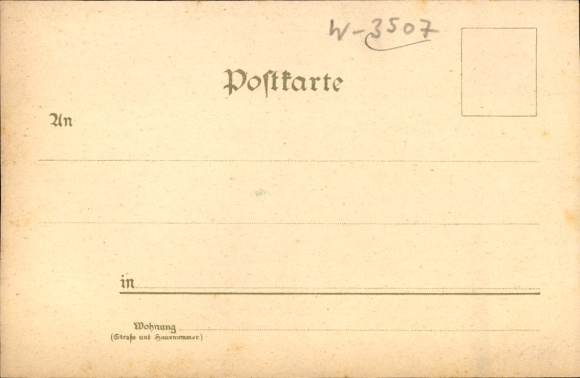 W-3507
Poſtkarte
An
in
Wohnung
(Straße und Hausnummer.)